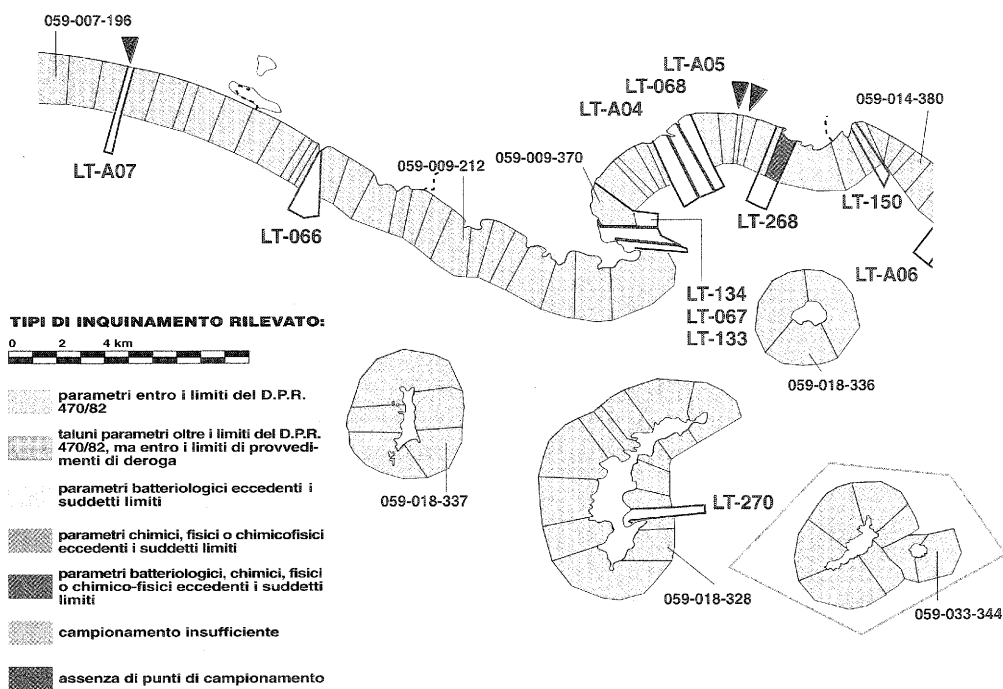 059-007-196
LT-A05
LT-068
LT-A04
059-014-380
059-009-370
059-009-212
LT-A07
LT-150
LT-268
LT-066
LT-A06
LT-134
LT-067
LT-133
059-018-336
TIPI DI INQUINAMENTO RILEVATO:
0 2 4 km
parametri entro i limiti del D.P.R.
470/82
taluni parametri oltre i limiti del D.P.R.
470/82, ma entro i limiti di provvedi-
menti di deroga
parametri batteriologici eccedenti i
suddetti limiti
parametri chimici, fisici o chimicofisici
eccedenti i suddetti limiti
parametri batteriologici, chimici, fisici
o chimico-fisici eccedenti i suddetti
limiti
campionamento insufficiente
assenza di punti di campionamento
059-018-337
LT-270
059-018-328
059-033-344